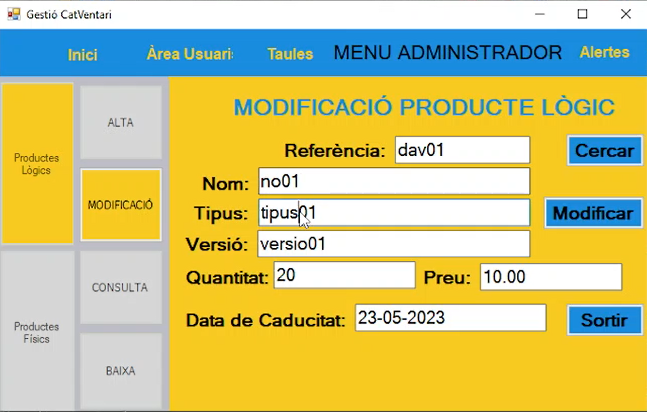 Gestió CatVentari
Inici Àrea Usuari Taules MENU ADMINISTRADOR Alertes
Productes
Lògics
ALTA
MODIFICACIÓ
CONSULTA
BAIXA
Productes
Físics
MODIFICACIÓ PRODUCTE LÒGIC
Referència: dav01 Cercar
Nom: no01
Tipus: tipus01 Modificar
Versió: versio01
Quantitat: 20 Preu: 10.00
Data de Caducitat: 23-05-2023 Sortir